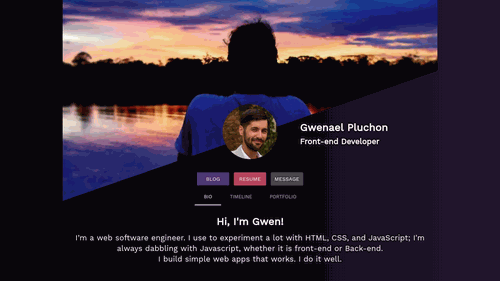 Gwenael Pluchon
Front-end Developer
BLOG RESUME MESSAGE
BIO TIMELINE PORTFOLIO
Hi, I'm Gwen!
I'm a web software engineer. I use to experiment a lot with HTML, CSS, and JavaScript; I'm
always dabbling with Javascript, whether it is front-end or Back-end.
I build simple web apps that works. I do it well.